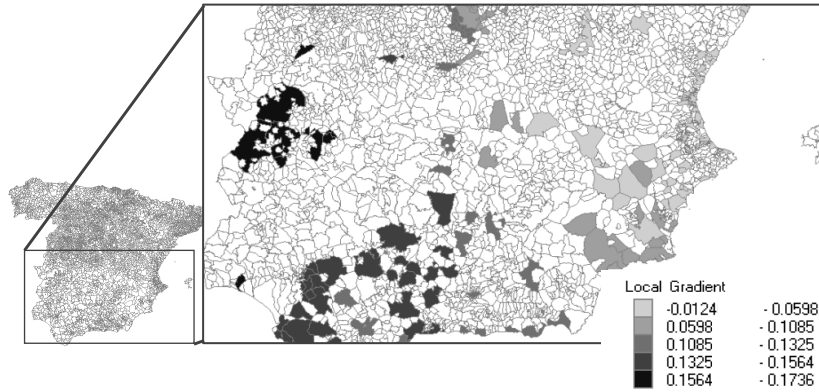 Local Gradient
-0.0124 - 0.0598
0.0598 - 0.1085
0.1085 - 0.1325
0.1325 - 0.1564
0.1564 - 0.1736